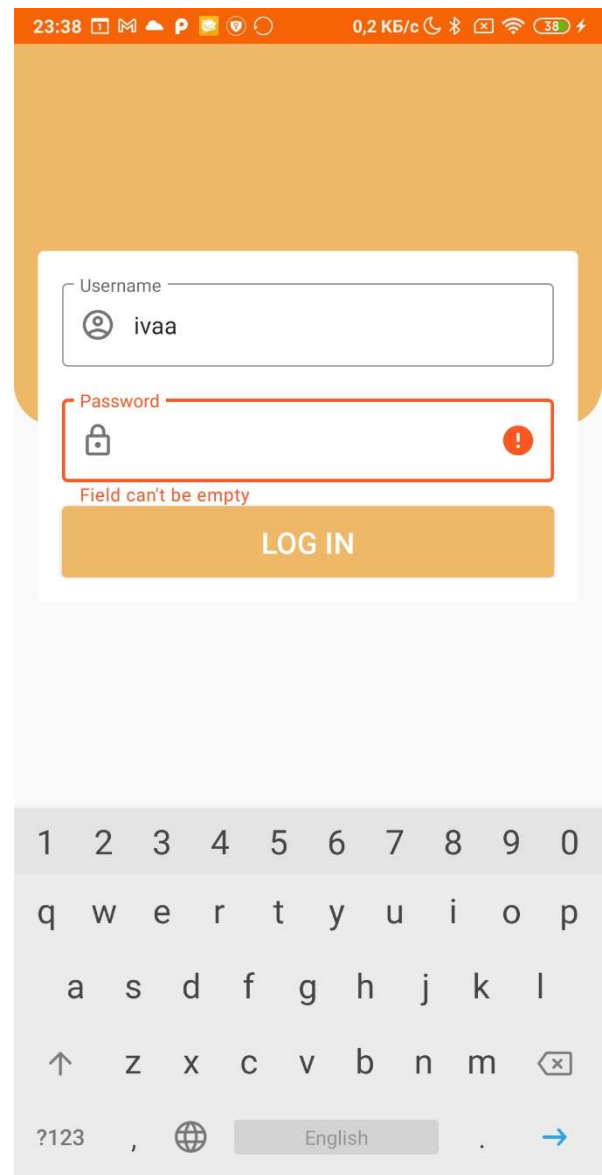 23:38 0,2 КБ/с 38
Username
ivaa
Password
Field can't be empty
LOG IN
1 2 3 4 5 6 7 8 9 0
q w e r t y u i o p
a s d f g h j k l
z x c v b n m
?123 , English .